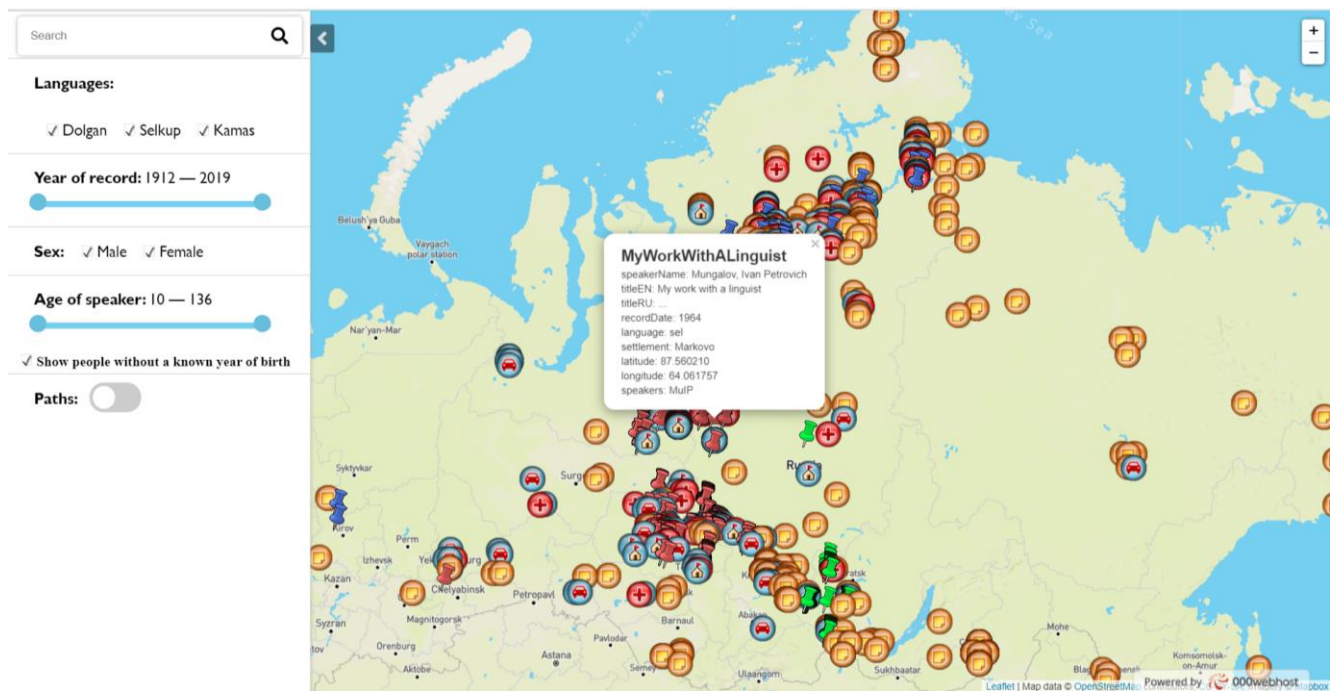 Search
Languages:
✓ Dolgan ✓ Selkup ✓ Kamas
Year of record: 1912 — 2019
Sex: ✓ Male ✓ Female
Age of speaker: 10 — 136
✓ Show people without a known year of birth
Paths:
+
−
Belush'ya Guba
Vaygach
polar station
Nar'yan-Mar
MyWorkWithALinguist
×
speakerName: Mungalov, Ivan Petrovich
titleEN: My work with a linguist
titleRU: ...
recordDate: 1964
language: sel
settlement: Markovo
latitude: 87.560210
longitude: 64.061757
speakers: MuIP
Syktyvkar
Kirov
Perm
Izhevsk
Kazan
Chelyabinsk
Petropavl
Magnitogorsk
Syzran
Orenburg
Aktobe
Pavlodar
Astana
Semey
Barnaul
Abakan
Ulaangom
Sukhbaatar
Mohe
Komsomolsk-
on-Amur
Powered by 000webhost
Leaflet | Map data © OpenStreetMap
Mapbox